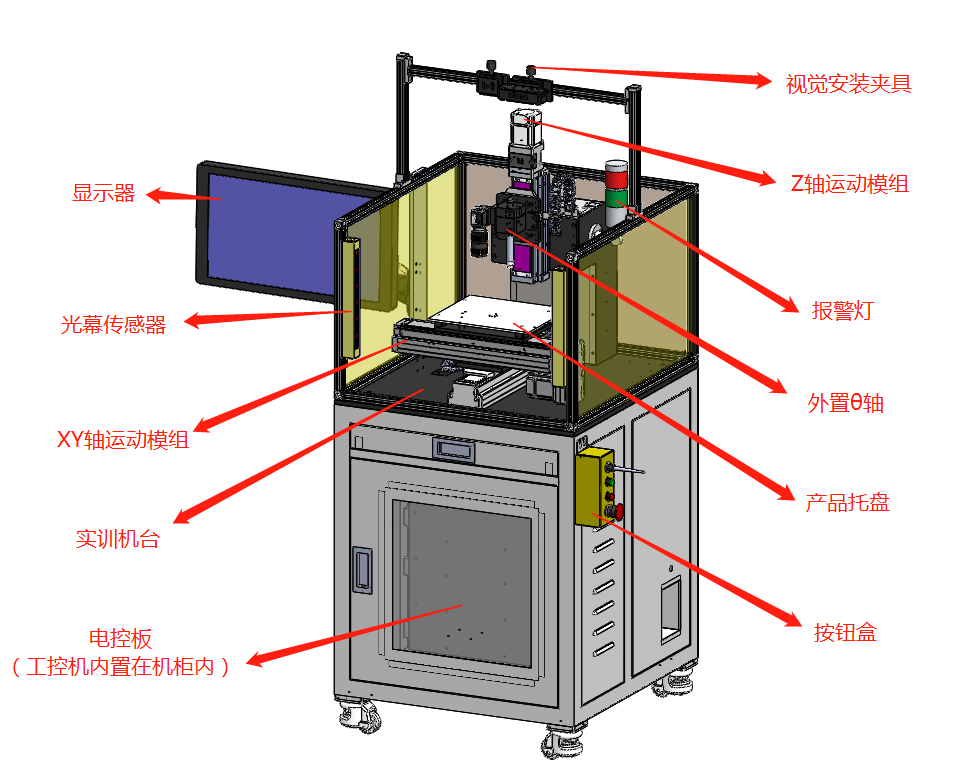 视觉安装夹具
Z轴运动模组
显示器
报警灯
光幕传感器
外置θ轴
XY轴运动模组
产品托盘
实训机台
按钮盒
电控板
（工控机内置在机柜内）